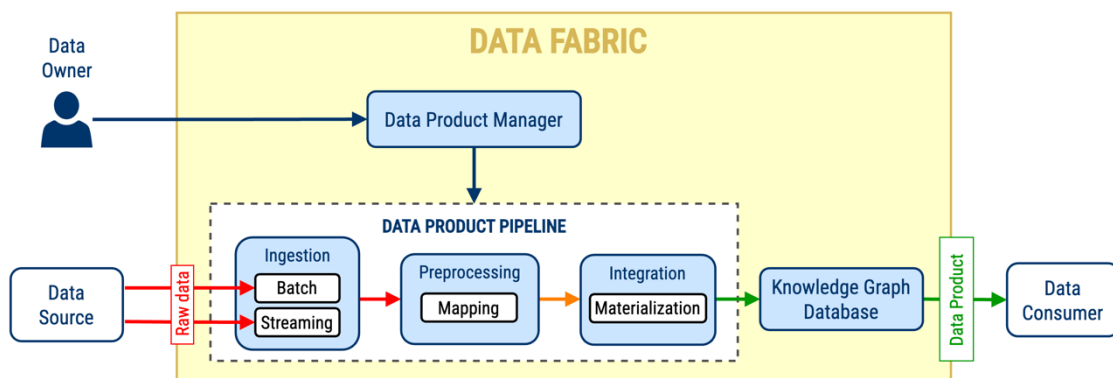 DATA FABRIC
Data
Owner
Data Product Manager
DATA PRODUCT PIPELINE
Ingestion
Batch
Streaming
Preprocessing
Mapping
Integration
Materialization
Data
Source
Raw data
Knowledge Graph
Database
Data Product
Data
Consumer